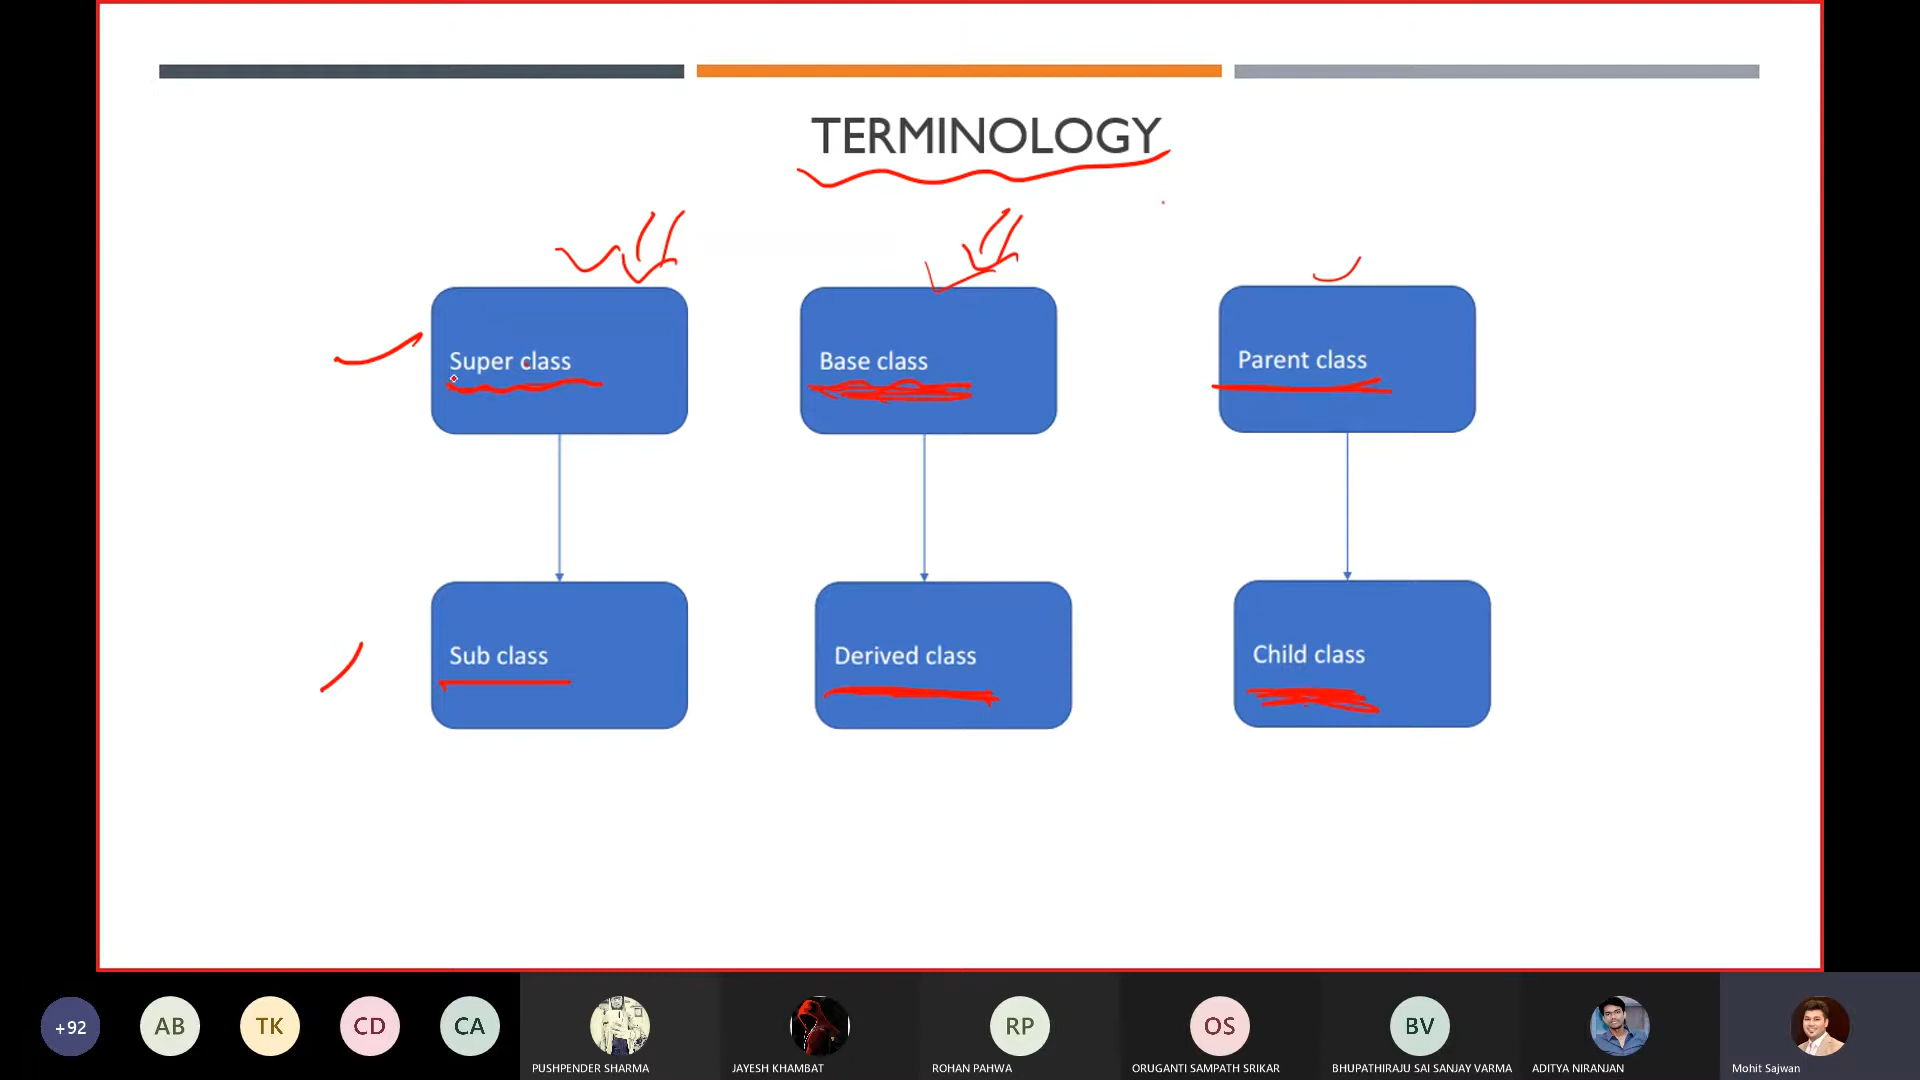 TERMINOLOGY
Super class
Base class
Parent class
Sub class
Derived class
Child class
+92
AB
TK
CD
CA
RP
OS
BV
PUSHPENDER SHARMA
JAYESH KHAMBAT
ROHAN PAHWA
ORUGANTI SAMPATH SRIKAR
BHUPATHIRAJU SAI SANJAY VARMA
ADITYA NIRANJAN
Mohit Sajwan